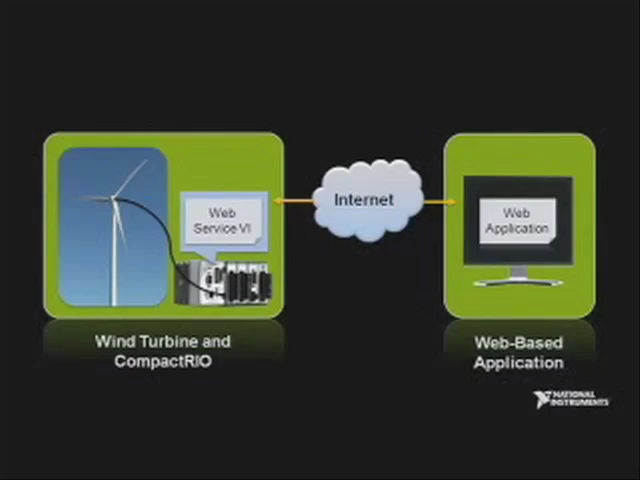 Web
Service VI
Internet
Web
Application
Wind Turbine and
CompactRIO
Web-Based
Application
NATIONAL
INSTRUMENTS